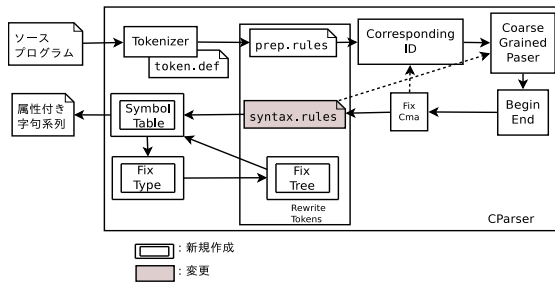 ソース
プログラム
Tokenizer
token.def
prep.rules
Corresponding
ID
Coarse
Grained
Paser
属性付き
字句系列
Symbol
Table
syntax.rules
Fix
Cma
Begin
End
Fix
Type
Fix
Tree
Rewrite
Tokens
CParser
: 新規作成
: 変更